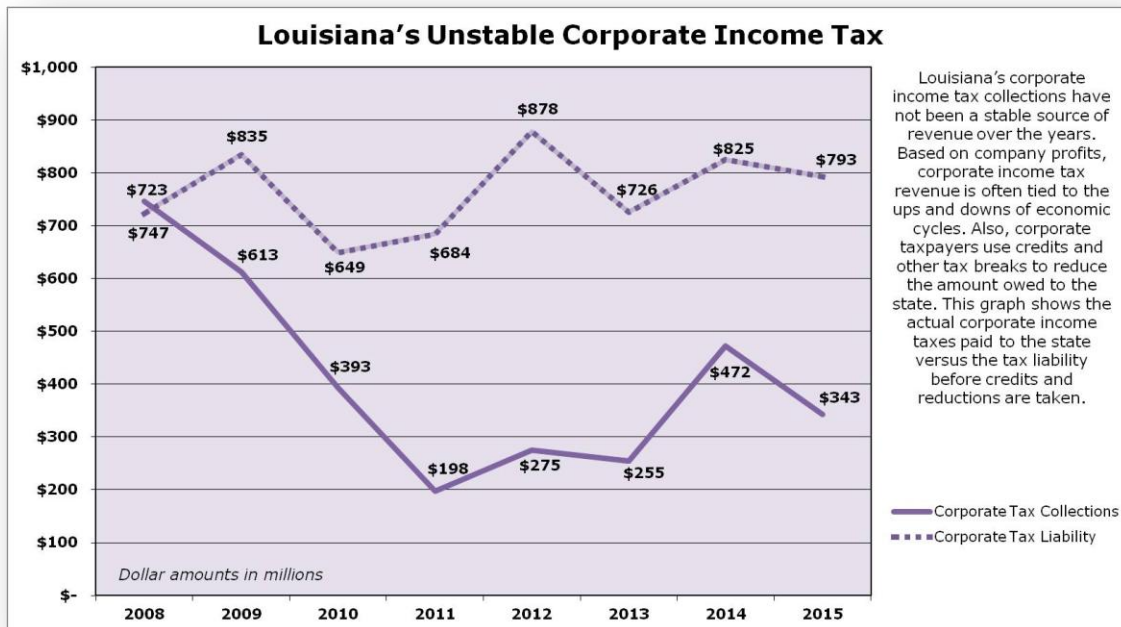 Louisiana's Unstable Corporate Income Tax
$1,000
$900
$800
$700
$600
$500
$400
$300
$200
$100
$-
$723
$747
$835
$613
$649
$393
$684
$198
$878
$275
$726
$255
$825
$472
$793
$343
Dollar amounts in millions
2008 2009 2010 2011 2012 2013 2014 2015
Louisiana's corporate
income tax collections have
not been a stable source of
revenue over the years.
Based on company profits,
corporate income tax
revenue is often tied to the
ups and downs of economic
cycles. Also, corporate
taxpayers use credits and
other tax breaks to reduce
the amount owed to the
state. This graph shows the
actual corporate income
taxes paid to the state
versus the tax liability
before credits and
reductions are taken.
Corporate Tax Collections
Corporate Tax Liability